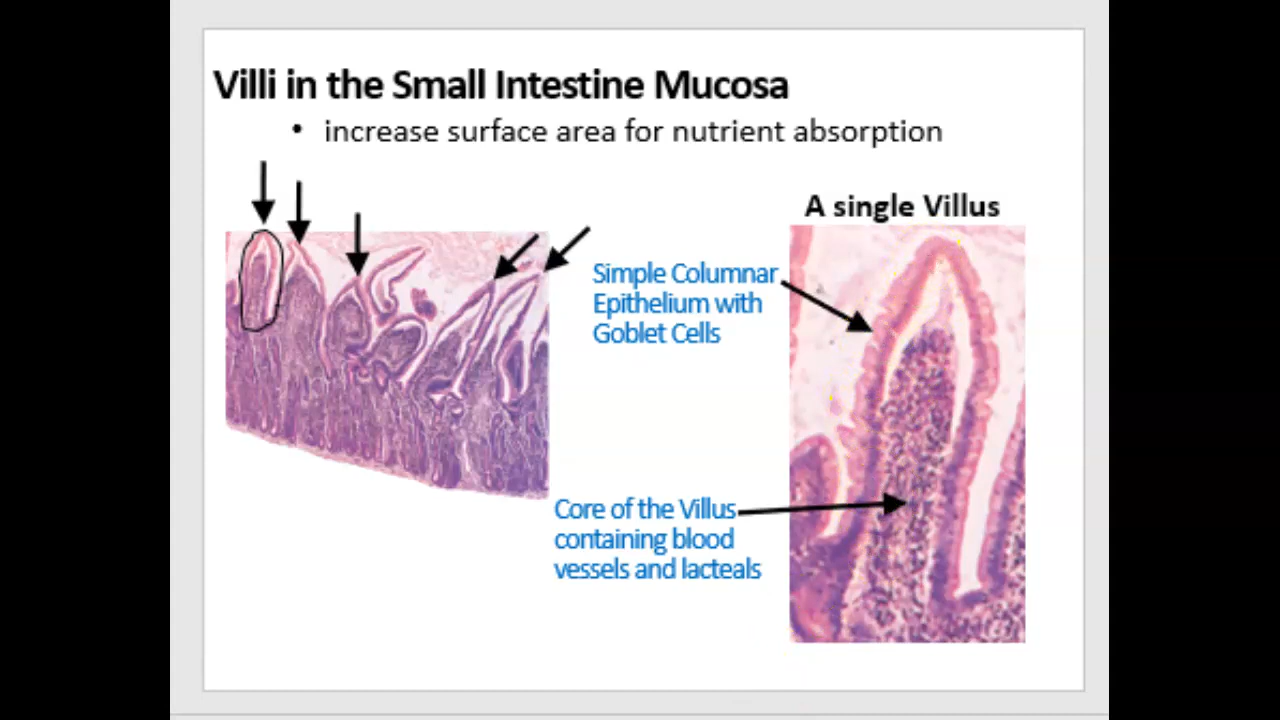 Villi in the Small Intestine Mucosa
• increase surface area for nutrient absorption
A single Villus
Simple Columnar
Epithelium with
Goblet Cells
Core of the Villus
containing blood
vessels and lacteals